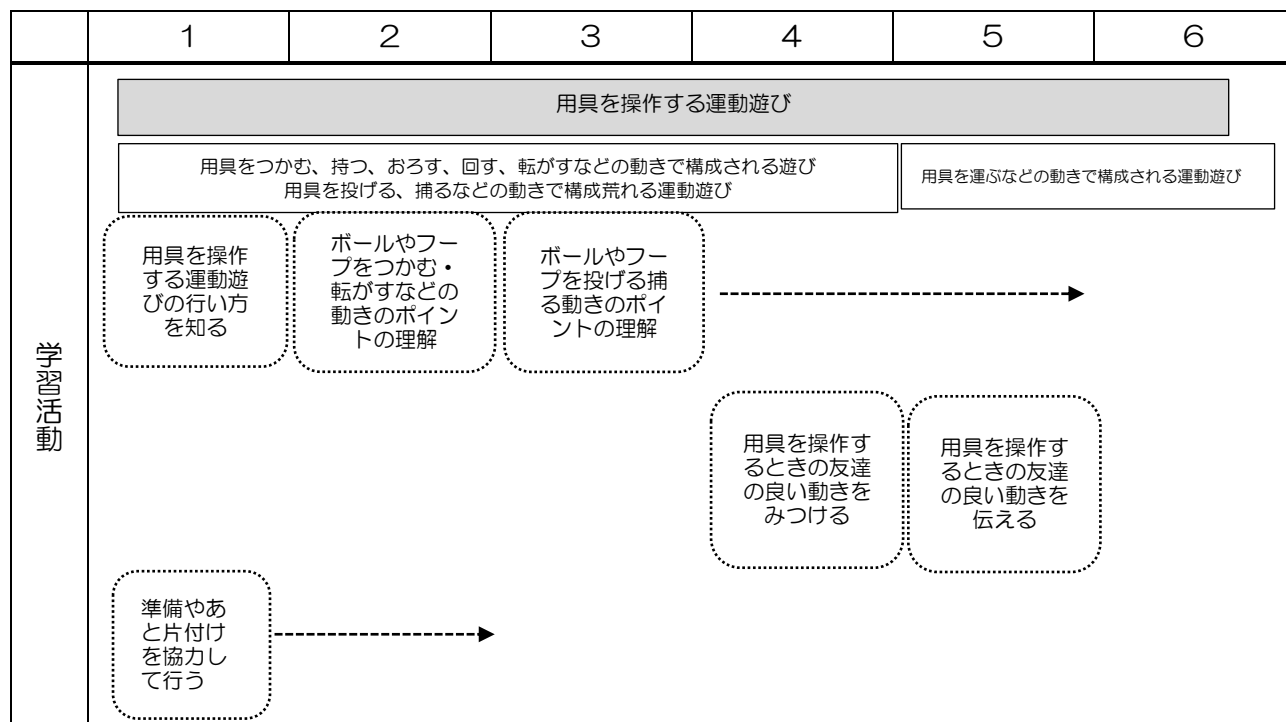 1 2 3 4 5 6
学習活動
用具を操作する運動遊び
用具をつかむ、持つ、おろす、回す、転がすなどの動きで構成される遊び
用具を投げる、捕るなどの動きで構成荒れる運動遊び
用具を運ぶなどの動きで構成される運動遊び
用具を操作
する運動遊
びの行い方
を知る
ボールやフー
プをつかむ・
転がすなどの
動きのポイン
トの理解
ボールやフー
プを投げる捕
る動きのポイ
ントの理解
用具を操作す
るときの友達
の良い動きを
みつける
用具を操作す
るときの友達
の良い動きを
伝える
準備やあ
と片付け
を協力し
て行う